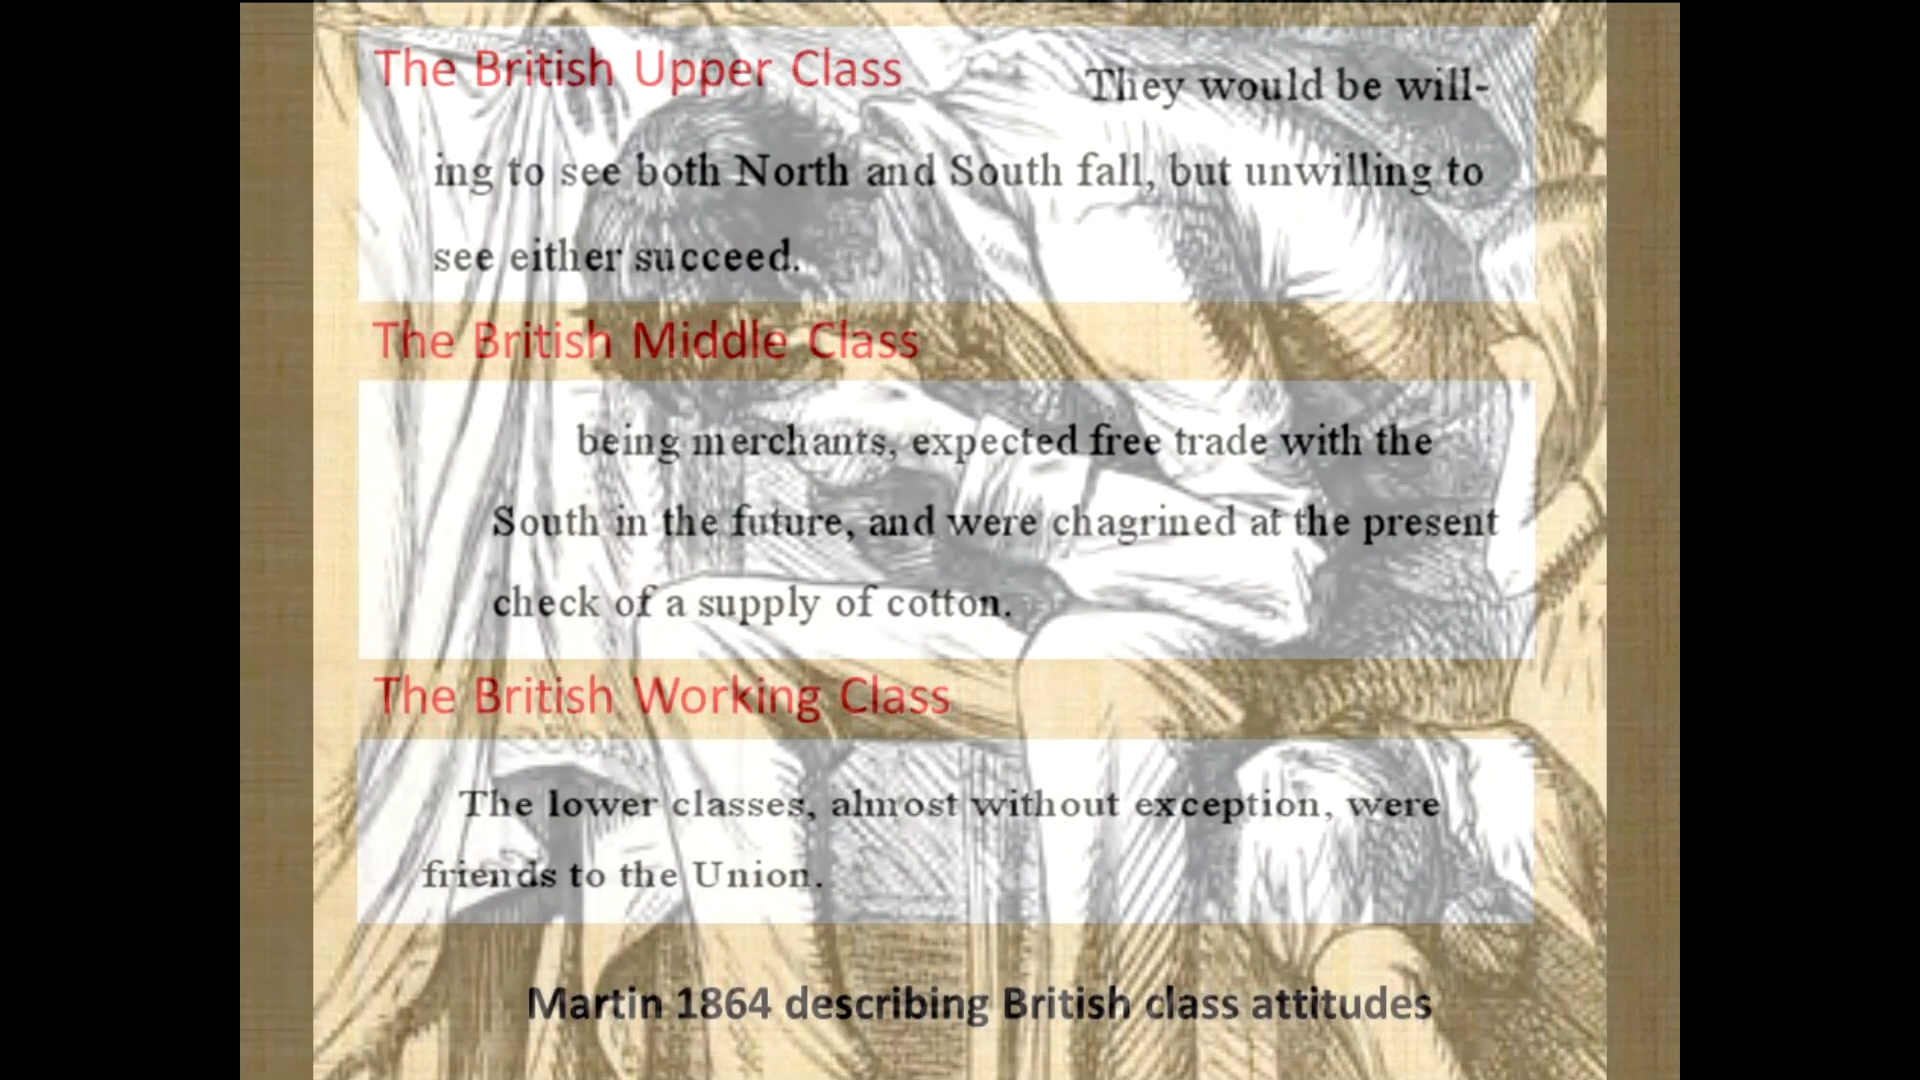 The British Upper Class
They would be will-
ing to see both North and South fall, but unwilling to
see either succeed.
The British Middle Class
being merchants, expected free trade with the
South in the future, and were chagrined at the present
check of a supply of cotton.
The British Working Class
The lower classes, almost without exception, were
friends to the Union.
Martin 1864 describing British class attitudes